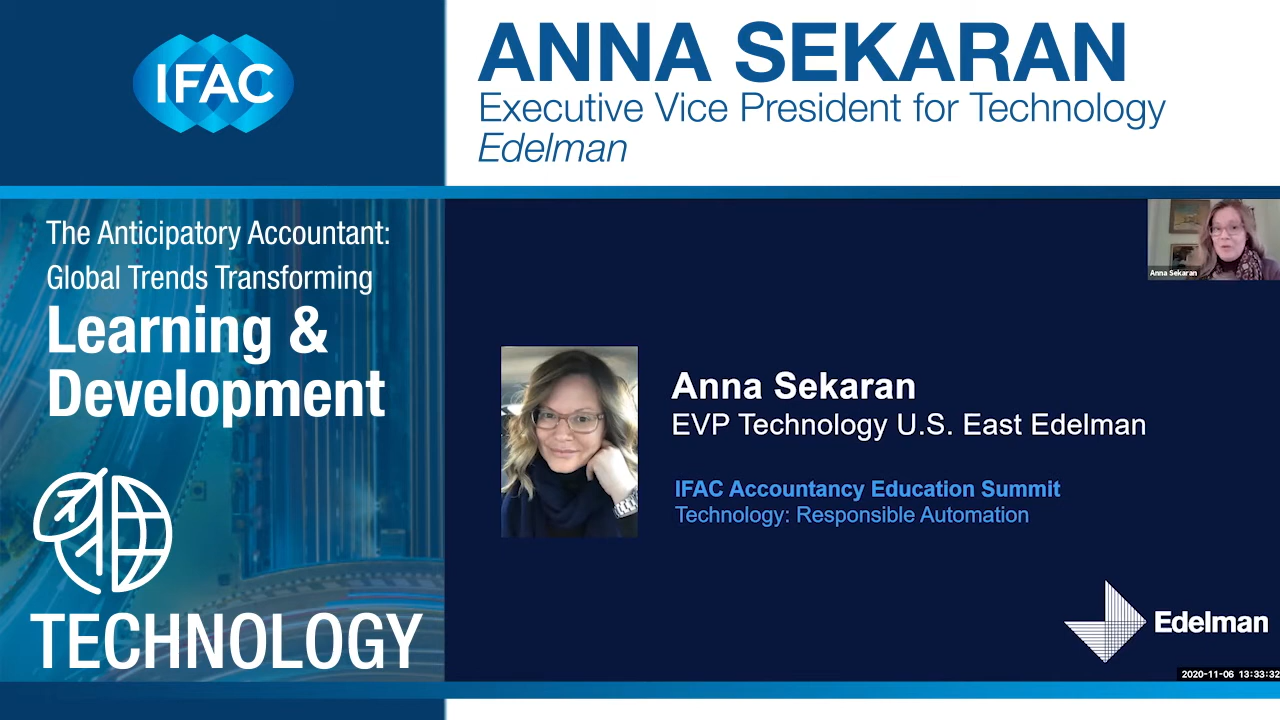 IFAC
ANNA SEKARAN
Executive Vice President for Technology
Edelman
The Anticipatory Accountant:
Global Trends Transforming
Learning &
Development
TECHNOLOGY
Anna Sekaran
Anna Sekaran
EVP Technology U.S. East Edelman
IFAC Accountancy Education Summit
Technology: Responsible Automation
Edelman
2020-11-06 13:33:32